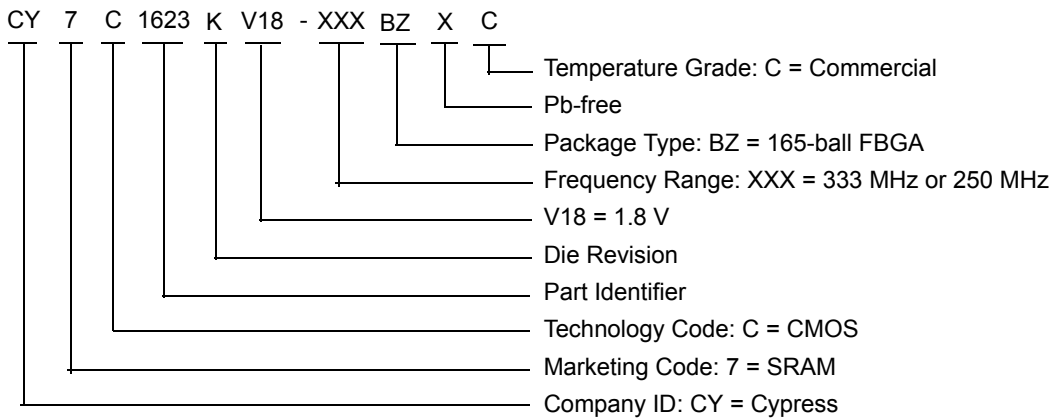 CY 7 C 1623 K V18 - XXX BZ X C
Temperature Grade: C = Commercial
Pb-free
Package Type: BZ = 165-ball FBGA
Frequency Range: XXX = 333 MHz or 250 MHz
V18 = 1.8 V
Die Revision
Part Identifier
Technology Code: C = CMOS
Marketing Code: 7 = SRAM
Company ID: CY = Cypress